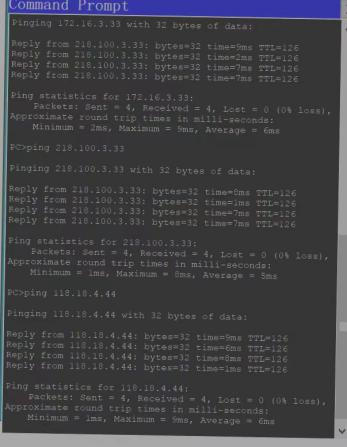 Command Prompt
Pinging 172.16.3.33 with 32 bytes of data:
Reply from 218.100.3.33: bytes=32 time=9ms TTL=126
Reply from 218.100.3.33: bytes=32 time=2ms TTL=126
Reply from 218.100.3.33: bytes=32 time=7ms TTL=126
Reply from 218.100.3.33: bytes=32 time=7ms TTL=126
Ping statistics for 172.16.3.33:
Packets: Sent = 4, Received = 4, Lost = 0 (0% loss),
Approximate round trip times in milli-seconds:
Minimum = 2ms, Maximum = 9ms, Average = 6ms
PC>ping 218.100.3.33
Pinging 218.100.3.33 with 32 bytes of data:
Reply from 218.100.3.33: bytes=32 time=8ms TTL=126
Reply from 218.100.3.33: bytes=32 time=1ms TTL=126
Reply from 218.100.3.33: bytes=32 time=7ms TTL=126
Reply from 218.100.3.33: bytes=32 time=7ms TTL=126
Ping statistics for 218.100.3.33:
Packets: Sent = 4, Received = 4, Lost = 0 (0% loss),
Approximate round trip times in milli-seconds:
Minimum = 1ms, Maximum = 8ms, Average = 5ms
PC>ping 118.18.4.44
Pinging 118.18.4.44 with 32 bytes of data:
Reply from 118.18.4.44: bytes=32 time=9ms TTL=126
Reply from 118.18.4.44: bytes=32 time=6ms TTL=126
Reply from 118.18.4.44: bytes=32 time=8ms TTL=126
Reply from 118.18.4.44: bytes=32 time=1ms TTL=126
Ping statistics for 118.18.4.44:
Packets: Sent = 4, Received = 4, Lost = 0 (0% loss),
Approximate round trip times in milli-seconds:
Minimum = 1ms, Maximum = 9ms, Average = 6ms